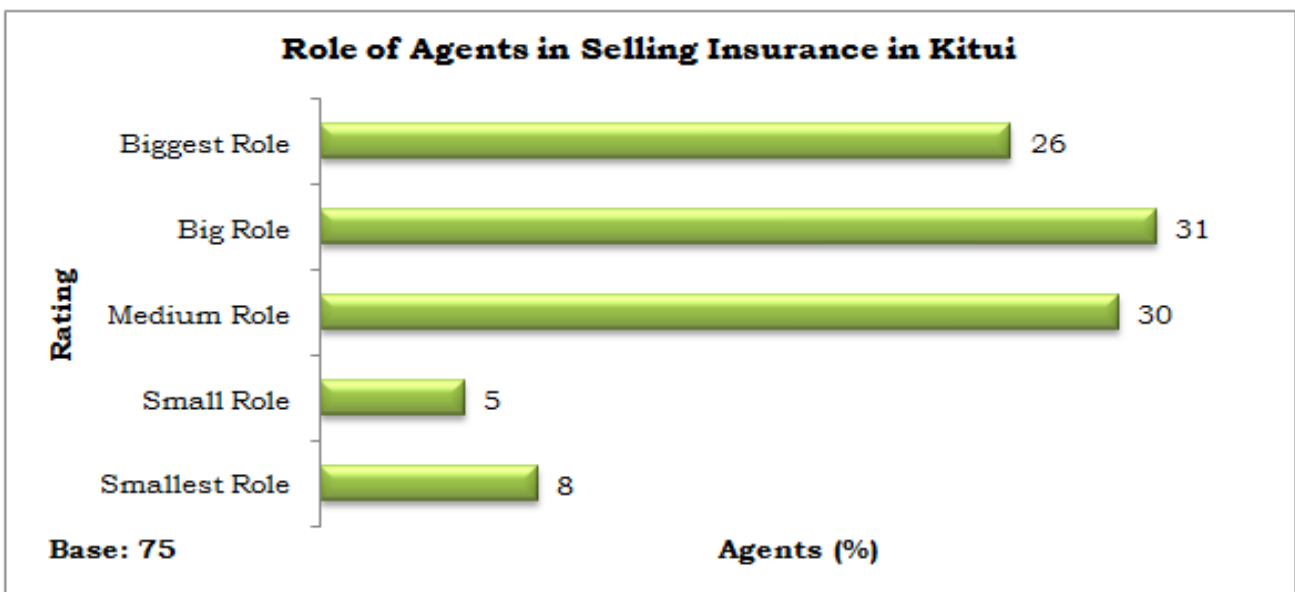 Role of Agents in Selling Insurance in Kitui
Biggest Role
26
Big Role
31
Rating
Medium Role
30
Small Role
5
Smallest Role
8
Base: 75
Agents (%)